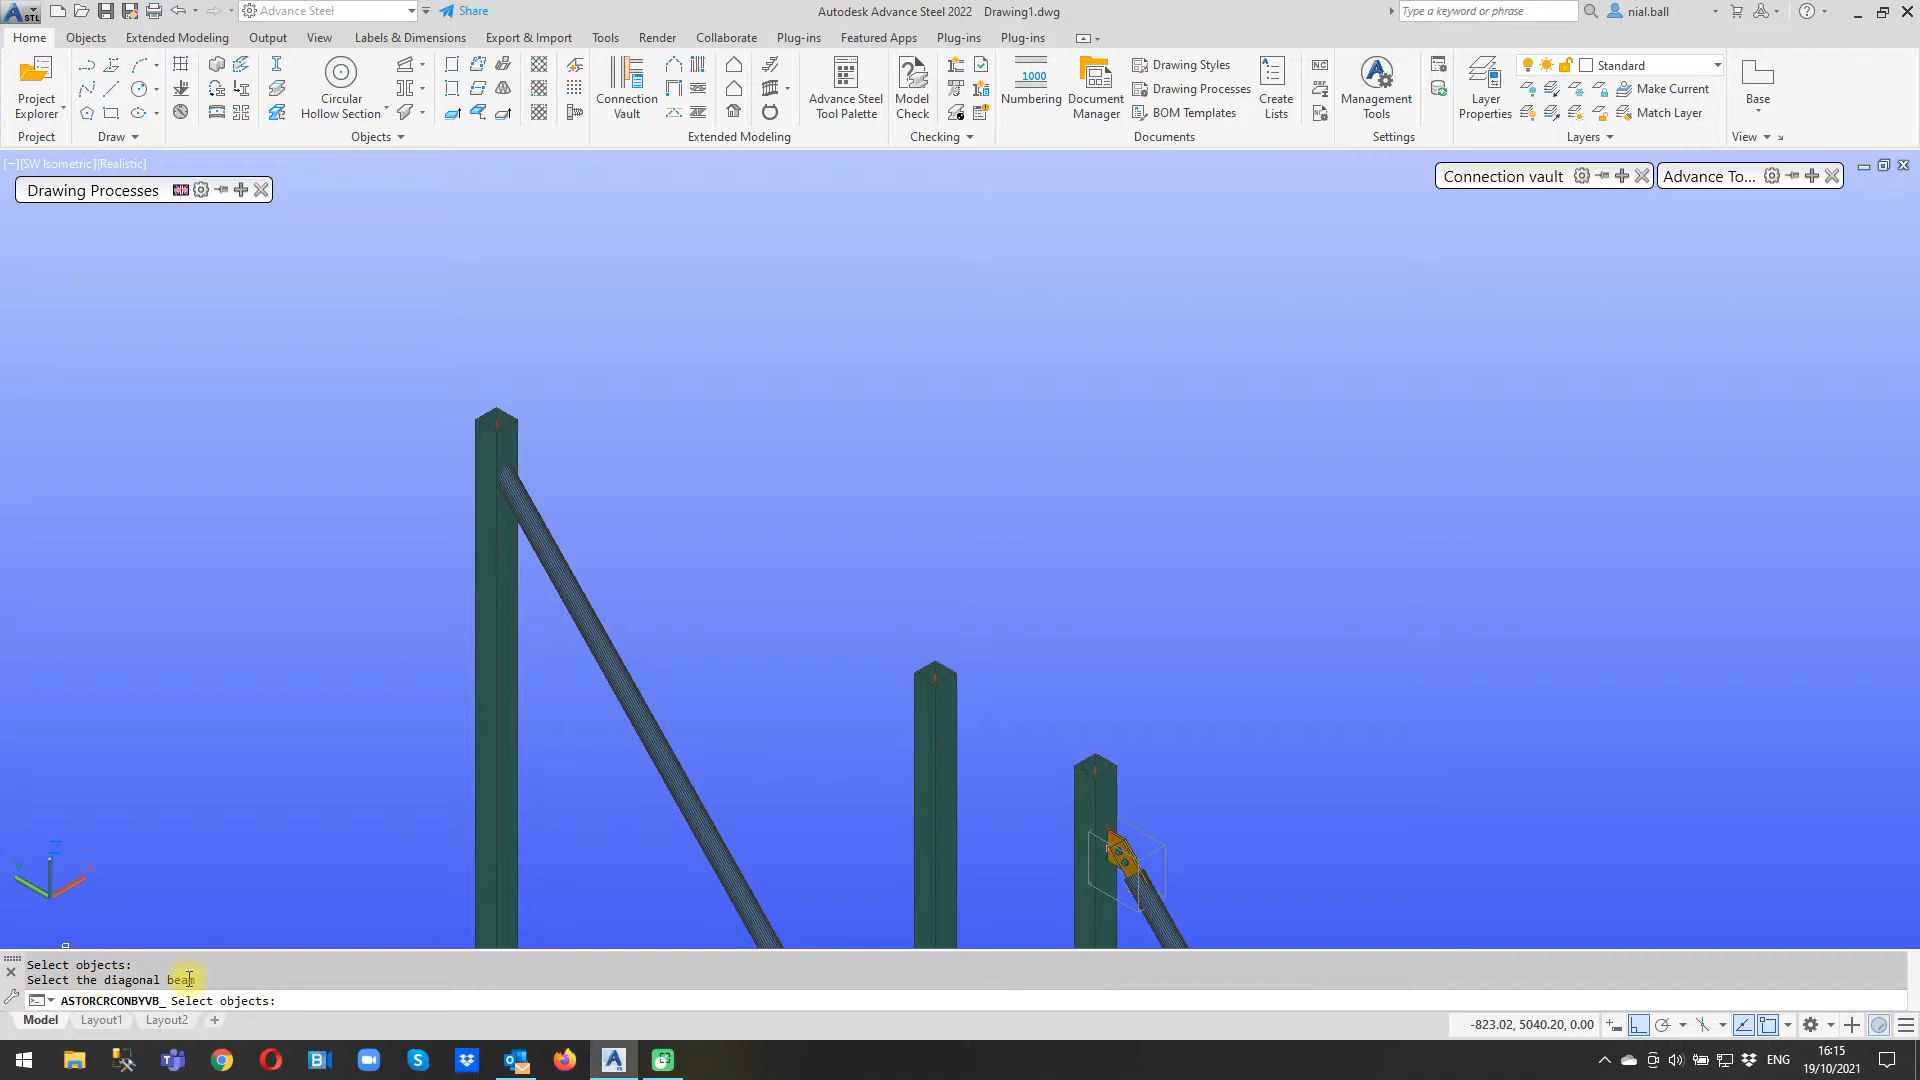 STL
Advance Steel
Share
Autodesk Advance Steel 2022 Drawing1.dwg
Type a keyword or phrase
nial.ball
Home Objects Extended Modeling Output View Labels & Dimensions Export & Import Tools Render Collaborate Plug-ins Featured Apps Plug-ins Plug-ins
Project
Explorer
Project
Draw
Circular
Hollow Section
Objects
Connection
Vault
Extended Modeling
Advance Steel
Tool Palette
Model
Check
Checking
1000
Numbering
Document
Manager
Drawing Styles
Drawing Processes
BOM Templates
Create
Lists
NC
DXF
NC
Documents
Management
Tools
Settings
Layer
Properties
Standard
Make Current
Match Layer
Layers
Base
View
[−][SW Isometric][Realistic]
Drawing Processes
Connection vault
Advance To...
Z
Y
X
Select objects:
Select the diagonal beam
ASTORCRCONBYVB_ Select objects:
Model Layout1 Layout2 +
-823.02, 5040.20, 0.00
ENG
16:15
19/10/2021